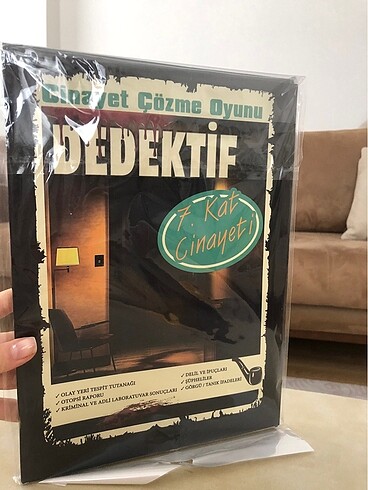 Cinayet Çözme Oyunu
DEDEKTİF
7. Kat
Cinayeti
✓ OLAY YERİ TESPİT TUTANAĞI
✓ OTOPSİ RAPORU
✓ KRİMİNAL VE ADLİ LABORATUVAR SONUÇLARI
✓ DELİL VE İPUÇLARI
✓ ŞÜPHELİLER
✓ GÖRGÜ / TANIK İFADELERİ